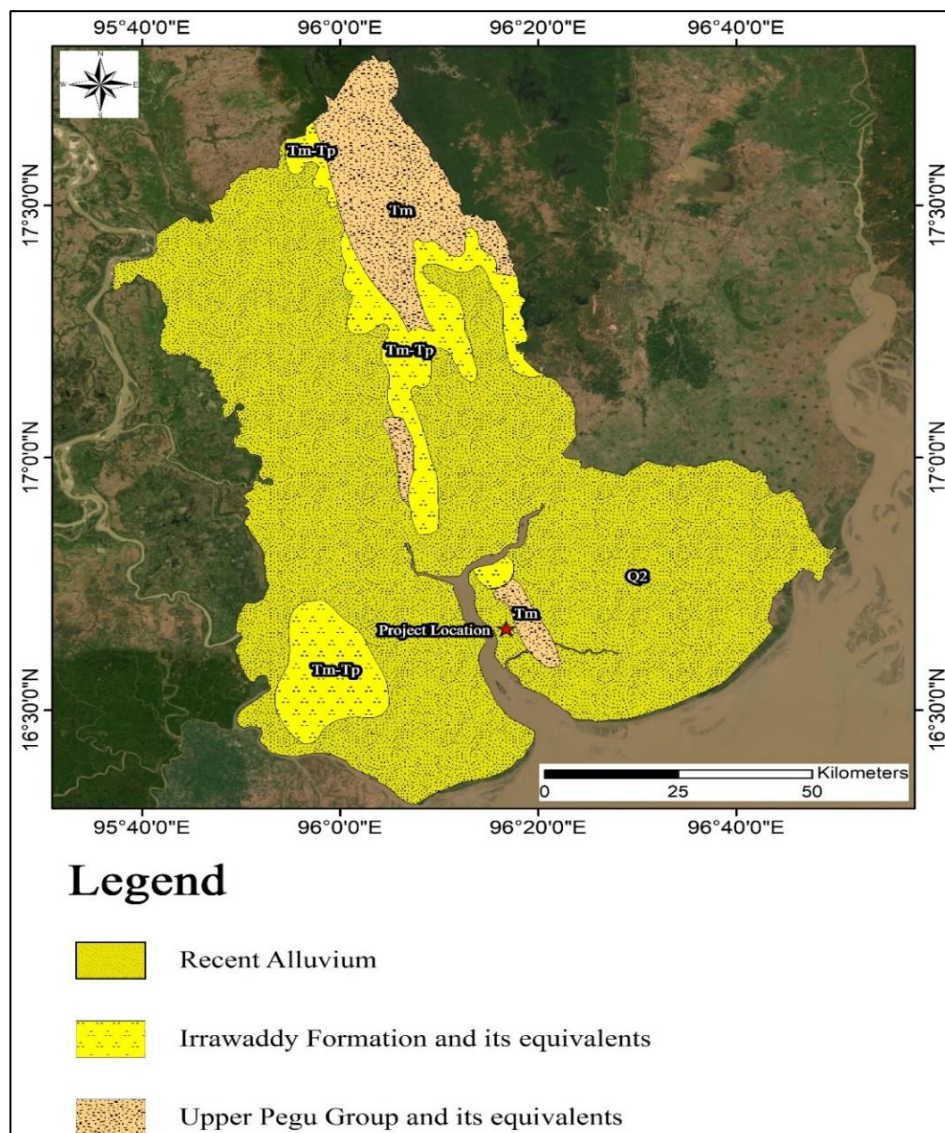 95°40'0"E 96°0'0"E 96°20'0"E 96°40'0"E
N
W E
S
Tm-Tp
17°30'0"N 17°30'0"N
Tm
Tm-Tp
17°0'0"N 17°0'0"N
Q2
Tm
Project Location
Tm-Tp
16°30'0"N 16°30'0"N
Kilometers
0 25 50
95°40'0"E 96°0'0"E 96°20'0"E 96°40'0"E
Legend
Recent Alluvium
Irrawaddy Formation and its equivalents
Upper Pegu Group and its equivalents